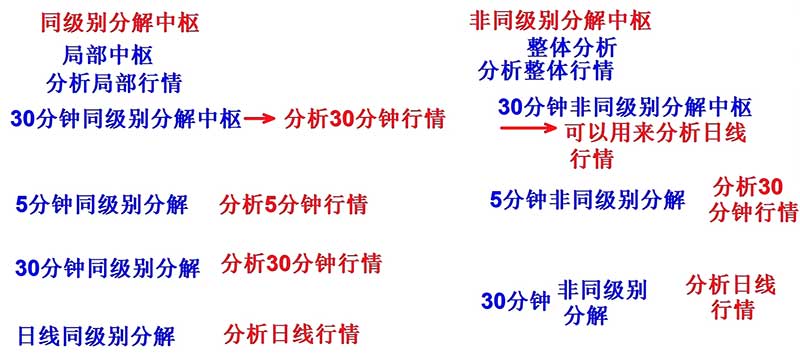 同级别分解中枢
局部中枢
分析局部行情
30分钟同级别分解中枢 分析30分钟行情
5分钟同级别分解 分析5分钟行情
30分钟同级别分解 分析30分钟行情
日线同级别分解 分析日线行情
非同级别分解中枢
整体分析
分析整体行情
30分钟非同级别分解中枢
可以用来分析日线
行情
5分钟非同级别分解
分析30
分钟行情
30分钟
非同级别
分解
分析日线
行情